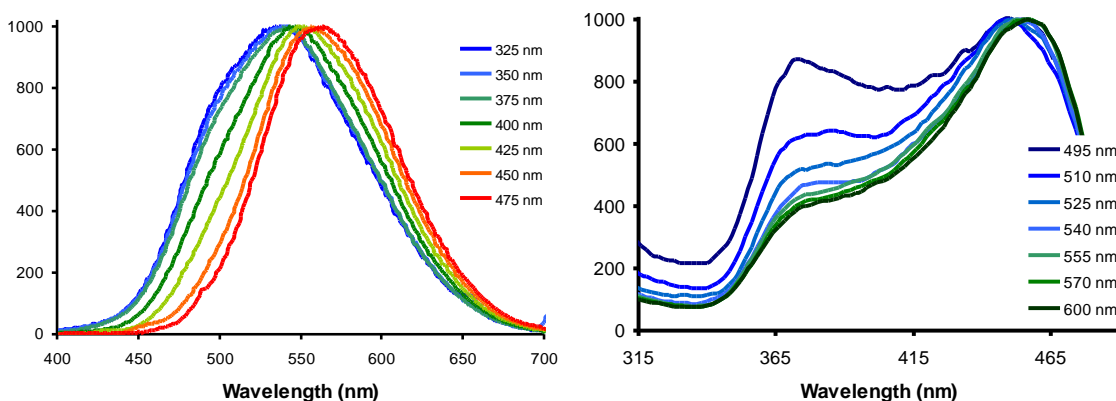 1000
800
600
400
200
0
400 450 500 550 600 650 700
Wavelength (nm)
325 nm
350 nm
375 nm
400 nm
425 nm
450 nm
475 nm
1000
800
600
400
200
0
315 365 415 465
Wavelength (nm)
495 nm
510 nm
525 nm
540 nm
555 nm
570 nm
600 nm